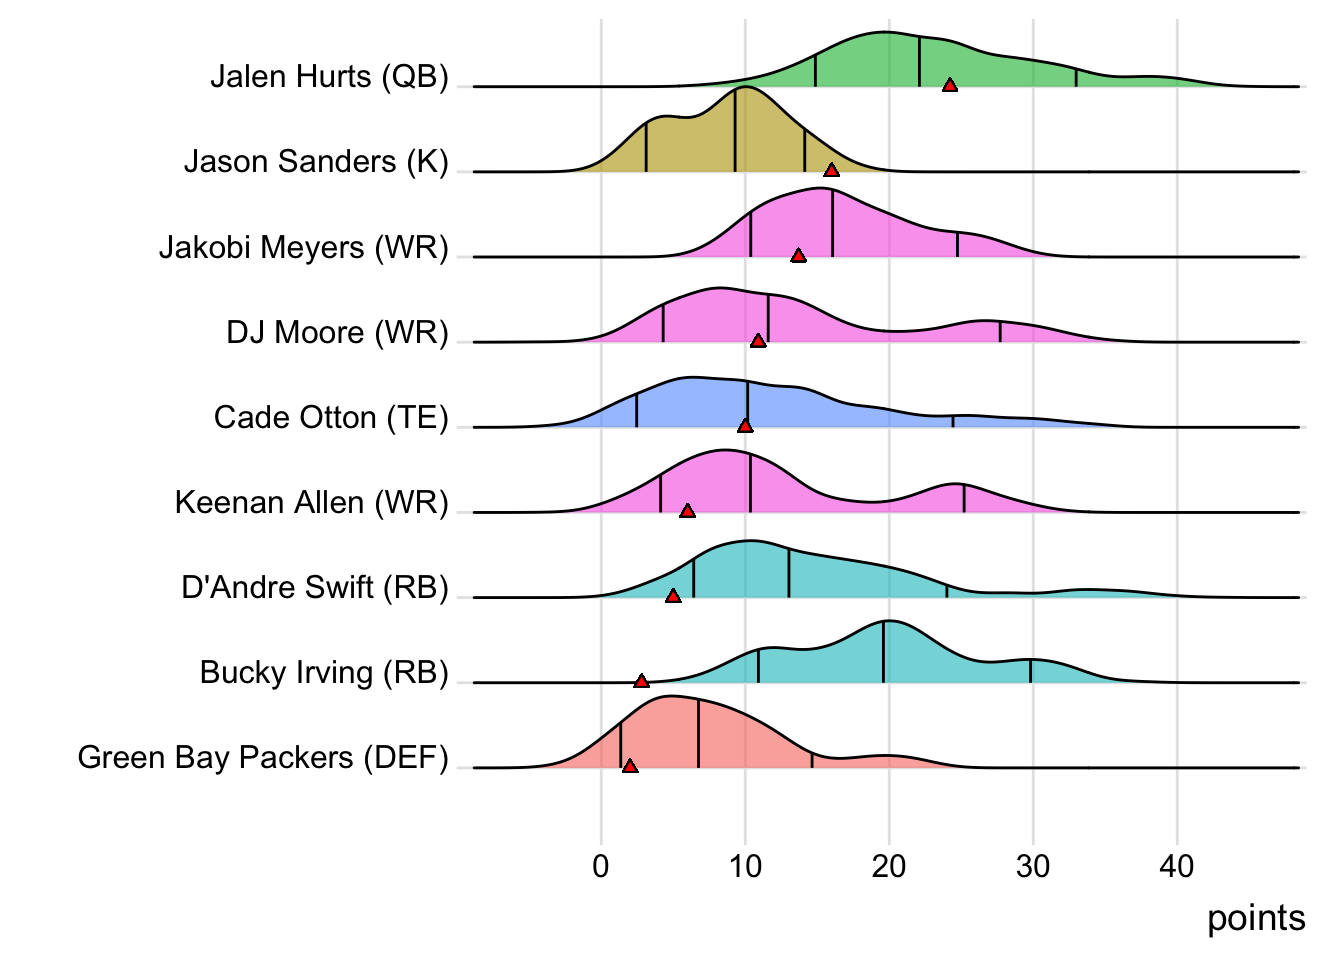 Jalen Hurts (QB)
Jason Sanders (K)
Jakobi Meyers (WR)
DJ Moore (WR)
Cade Otton (TE)
Keenan Allen (WR)
D'Andre Swift (RB)
Bucky Irving (RB)
Green Bay Packers (DEF)
0 10 20 30 40
points